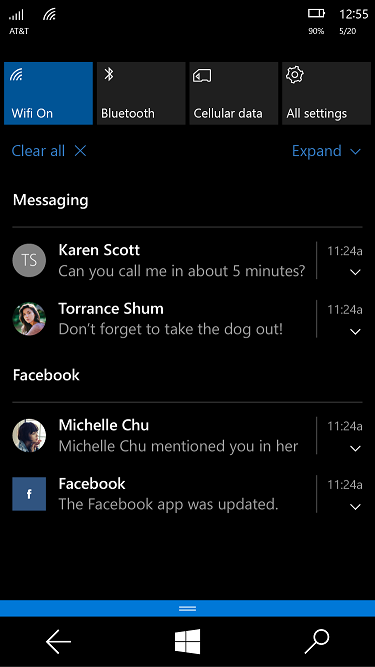 12:55
AT&T
90%
5/20
Wifi On
Bluetooth
Cellular data
All settings
Clear all
Expand
Messaging
TS
Karen Scott
11:24a
Can you call me in about 5 minutes?
Torrance Shum
11:24a
Don't forget to take the dog out!
Facebook
Michelle Chu
11:24a
Michelle Chu mentioned you in her
f
Facebook
11:24a
The Facebook app was updated.